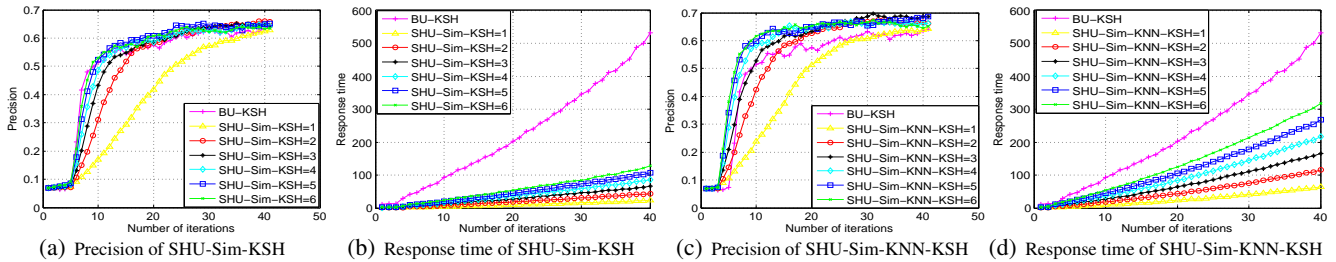 0.7
0.6
0.5
0.4
0.3
0.2
0.1
0
10
20
30
40
50
Precision
Number of iterations
BU−KSH
SHU−Sim−KSH=1
SHU−Sim−KSH=2
SHU−Sim−KSH=3
SHU−Sim−KSH=4
SHU−Sim−KSH=5
SHU−Sim−KSH=6
(a) Precision of SHU-Sim-KSH
600
500
400
300
200
100
0
0
10
20
30
40
Response time
Number of iterations
BU−KSH
SHU−Sim−KSH=1
SHU−Sim−KSH=2
SHU−Sim−KSH=3
SHU−Sim−KSH=4
SHU−Sim−KSH=5
SHU−Sim−KSH=6
(b) Response time of SHU-Sim-KSH
0.7
0.6
0.5
0.4
0.3
0.2
0.1
0
10
20
30
40
50
Precision
Number of iterations
BU−KSH
SHU−Sim−KNN−KSH=1
SHU−Sim−KNN−KSH=2
SHU−Sim−KNN−KSH=3
SHU−Sim−KNN−KSH=4
SHU−Sim−KNN−KSH=5
SHU−Sim−KNN−KSH=6
(c) Precision of SHU-Sim-KNN-KSH
600
500
400
300
200
100
0
0
10
20
30
40
Response time
Number of iterations
BU−KSH
SHU−Sim−KNN−KSH=1
SHU−Sim−KNN−KSH=2
SHU−Sim−KNN−KSH=3
SHU−Sim−KNN−KSH=4
SHU−Sim−KNN−KSH=5
SHU−Sim−KNN−KSH=6
(d) Response time of SHU-Sim-KNN-KSH